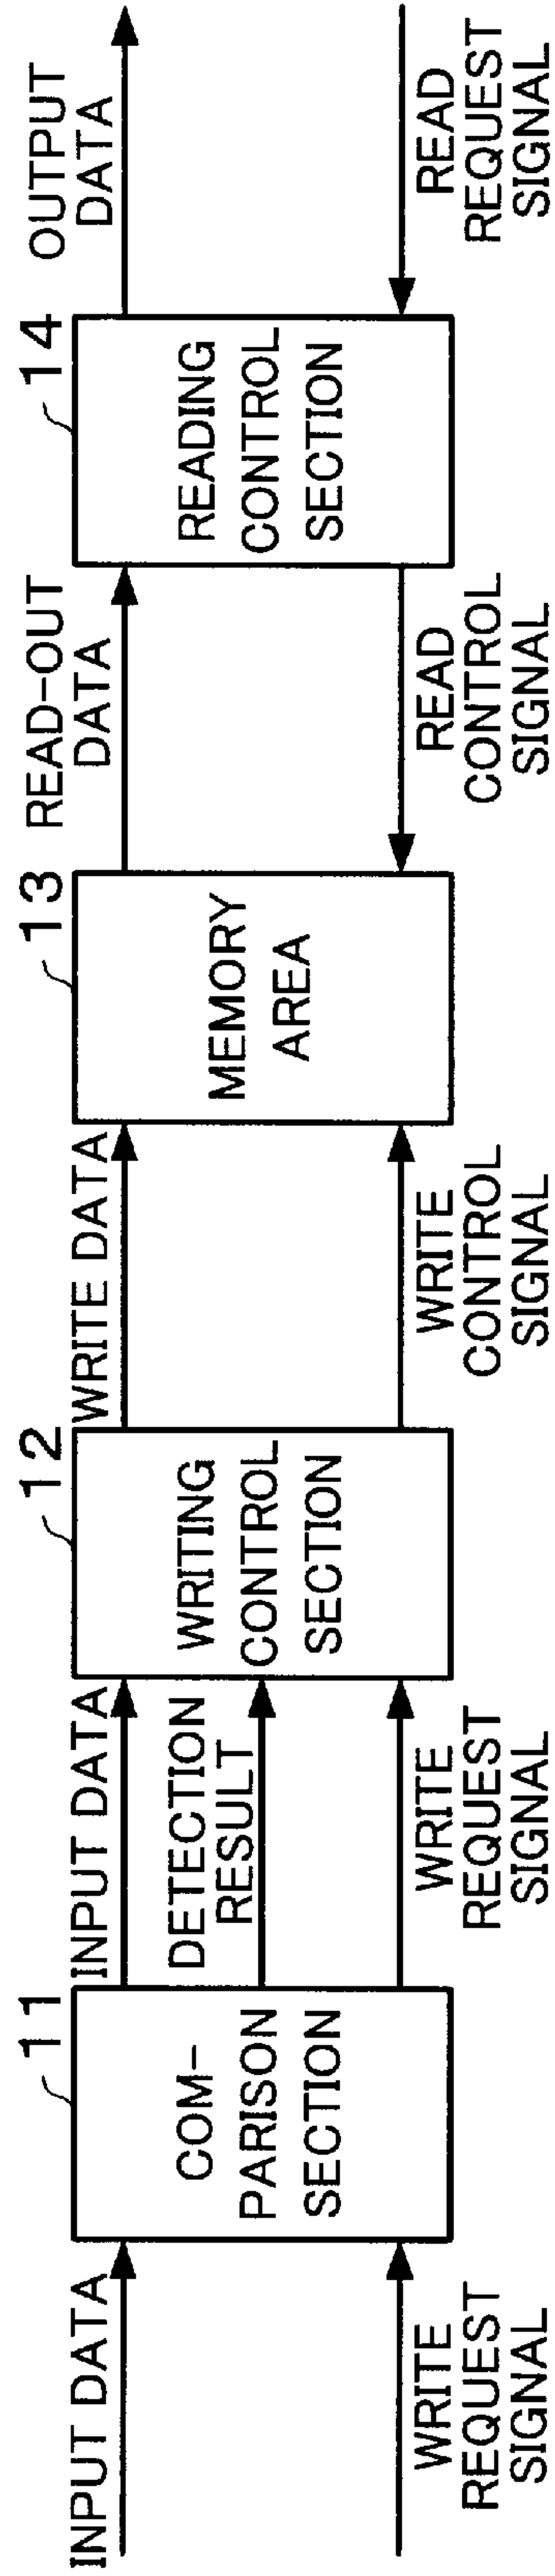 INPUT DATA
WRITE
REQUEST
SIGNAL
11
COM-
PARISON
SECTION
INPUT DATA
DETECTION
RESULT
WRITE
REQUEST
SIGNAL
12
WRITING
CONTROL
SECTION
WRITE DATA
WRITE
CONTROL
SIGNAL
13
MEMORY
AREA
READ-OUT
DATA
READ
CONTROL
SIGNAL
14
READING
CONTROL
SECTION
OUTPUT
DATA
READ
REQUEST
SIGNAL